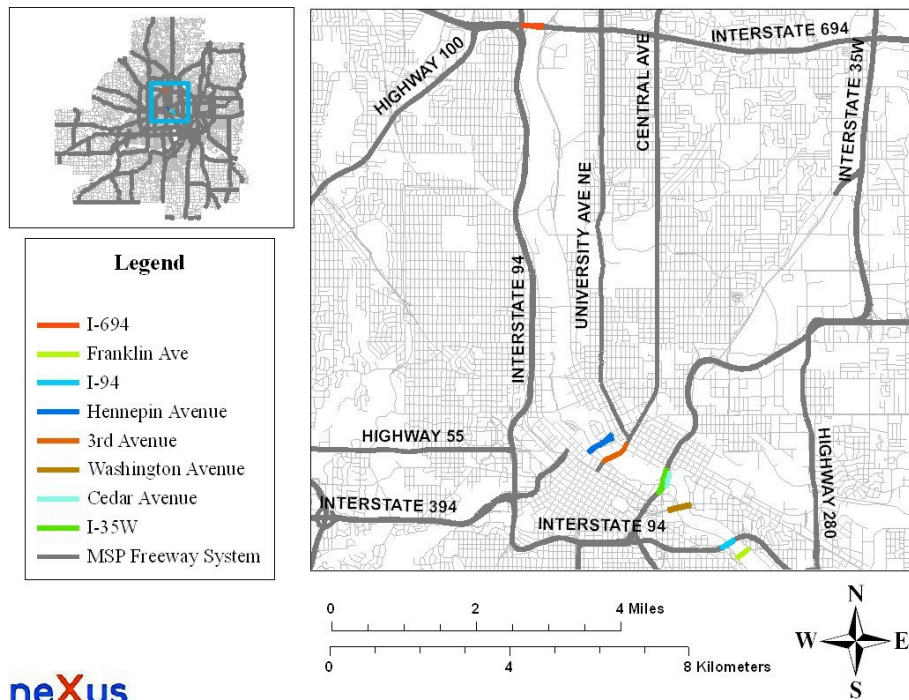 Legend
I-694
Franklin Ave
I-94
Hennepin Avenue
3rd Avenue
Washington Avenue
Cedar Avenue
I-35W
MSP Freeway System
INTERSTATE 694
HIGHWAY 100
CENTRAL AVE
INTERSTATE 35W
UNIVERSITY AVE NE
INTERSTATE 94
HIGHWAY 55
INTERSTATE 394
INTERSTATE 94
HIGHWAY 280
0 2 4 Miles
0 4 8 Kilometers
N
W E
S
neXus